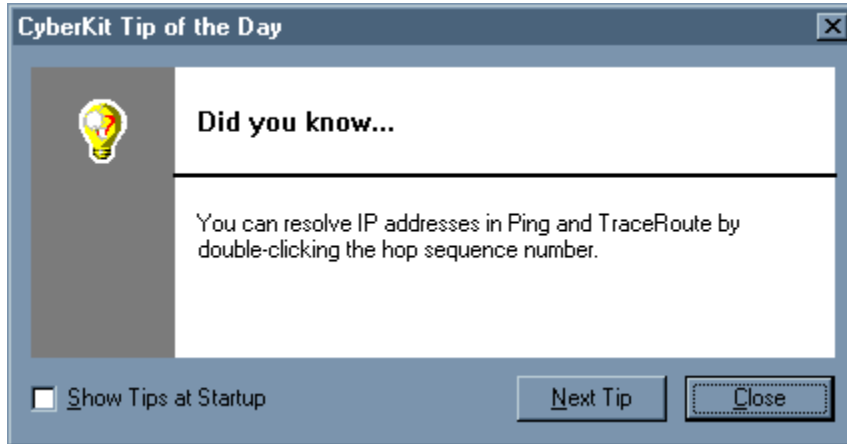 CyberKit Tip of the Day
Did you know...
You can resolve IP addresses in Ping and TraceRoute by
double-clicking the hop sequence number.
Show Tips at Startup
Next Tip
Close